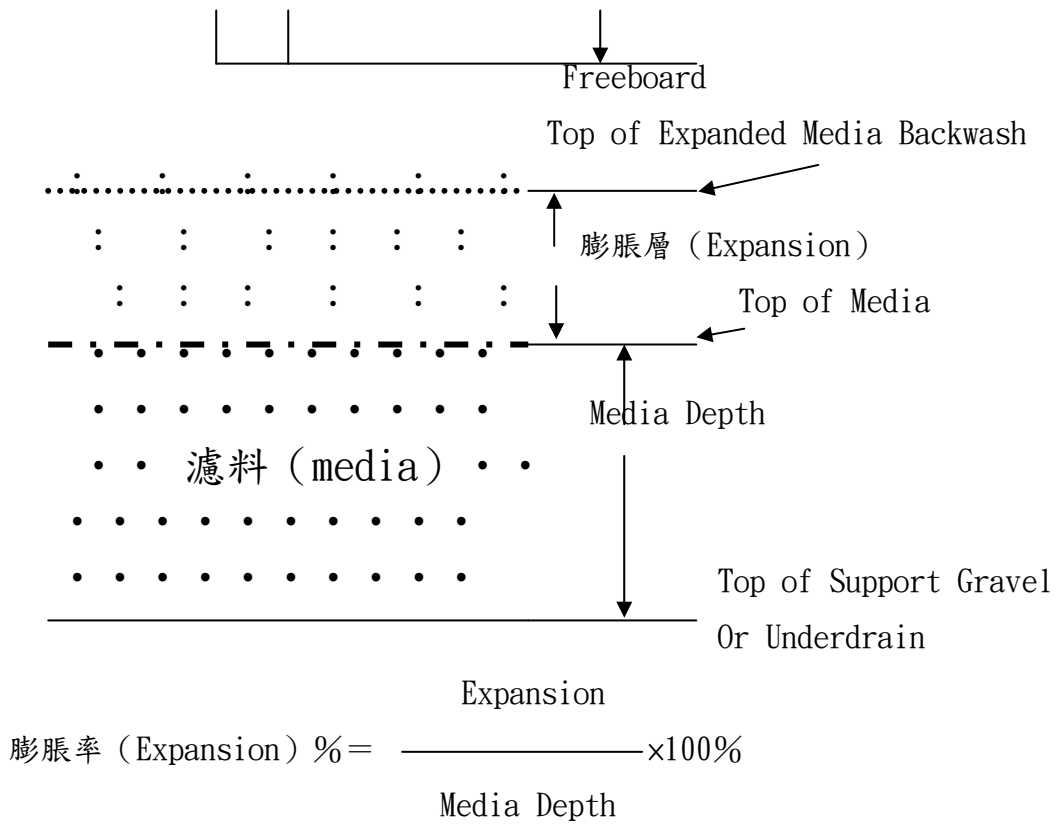 Freeboard
Top of Expanded Media Backwash
膨脹層（Expansion）
Top of Media
Media Depth
濾料（media）
Top of Support Gravel
Or Underdrain
Expansion
膨脹率（Expansion）％＝ ×100％
Media Depth